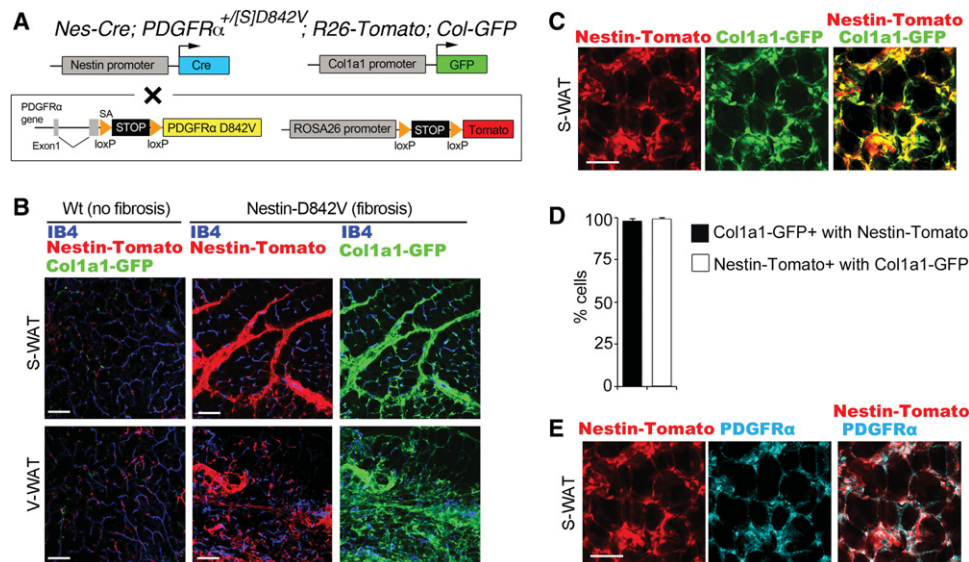 A
Nes-Cre; PDGFRα+/[S]D842V; R26-Tomato; Col-GFP
Nestin promoter
Cre
Col1a1 promoter
GFP
×
PDGFRα
gene
SA
STOP
PDGFRα D842V
Exon1
loxP
loxP
ROSA26 promoter
STOP
Tomato
loxP
loxP
B
Wt (no fibrosis)
Nestin-D842V (fibrosis)
IB4
Nestin-Tomato
Col1a1-GFP
IB4
Nestin-Tomato
IB4
Col1a1-GFP
S-WAT
V-WAT
C
Nestin-Tomato
Col1a1-GFP
Nestin-Tomato
Col1a1-GFP
S-WAT
D
% cells
100
75
50
25
0
Col1a1-GFP+ with Nestin-Tomato
Nestin-Tomato+ with Col1a1-GFP
E
Nestin-Tomato
PDGFRα
Nestin-Tomato
PDGFRα
S-WAT